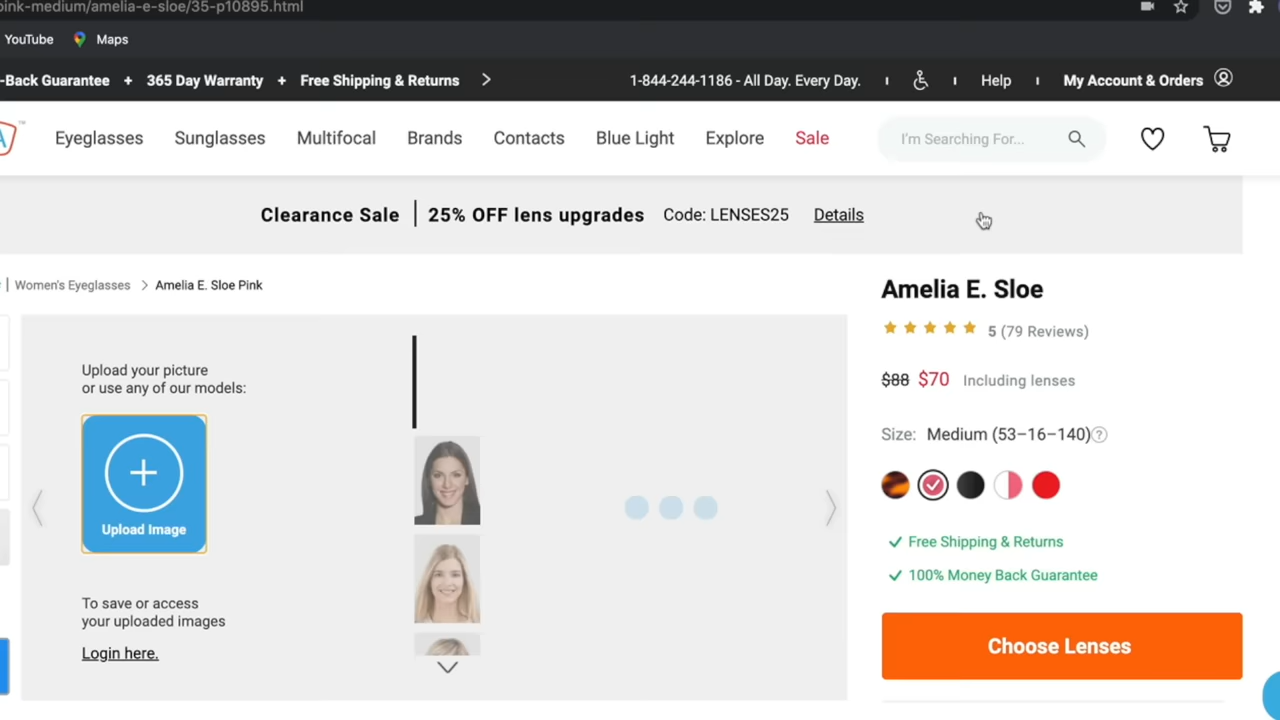 pink-medium/amelia-e-sloe/35-p10895.html
YouTube Maps
-Back Guarantee + 365 Day Warranty + Free Shipping & Returns
1-844-244-1186 - All Day. Every Day. Help My Account & Orders
A ™
Eyeglasses Sunglasses Multifocal Brands Contacts Blue Light Explore Sale I'm Searching For...
Clearance Sale | 25% OFF lens upgrades Code: LENSES25 Details
| Women's Eyeglasses > Amelia E. Sloe Pink
Upload your picture
or use any of our models:
Upload Image
To save or access
your uploaded images
Login here.
Amelia E. Sloe
5 (79 Reviews)
$88 $70 Including lenses
Size: Medium (53–16–140) ?
Free Shipping & Returns
100% Money Back Guarantee
Choose Lenses